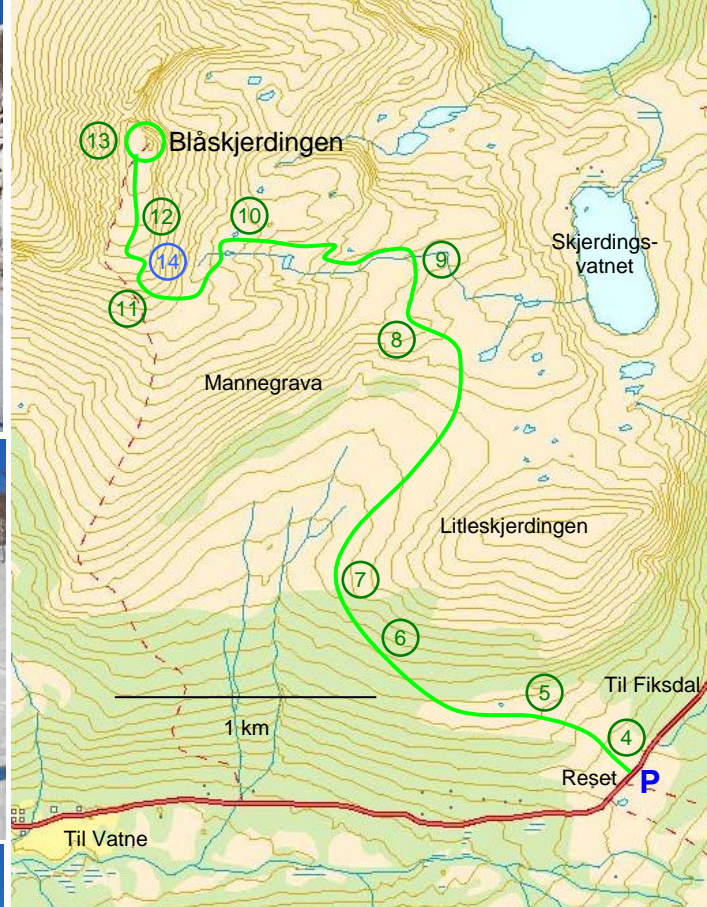 13
Blåskjerdingen
12
10
14
9
Skjerdings-
vatnet
11
8
Mannegrava
Litleskjerdingen
7
6
5
Til Fiksdal
1 km
4
Reset
P
Til Vatne